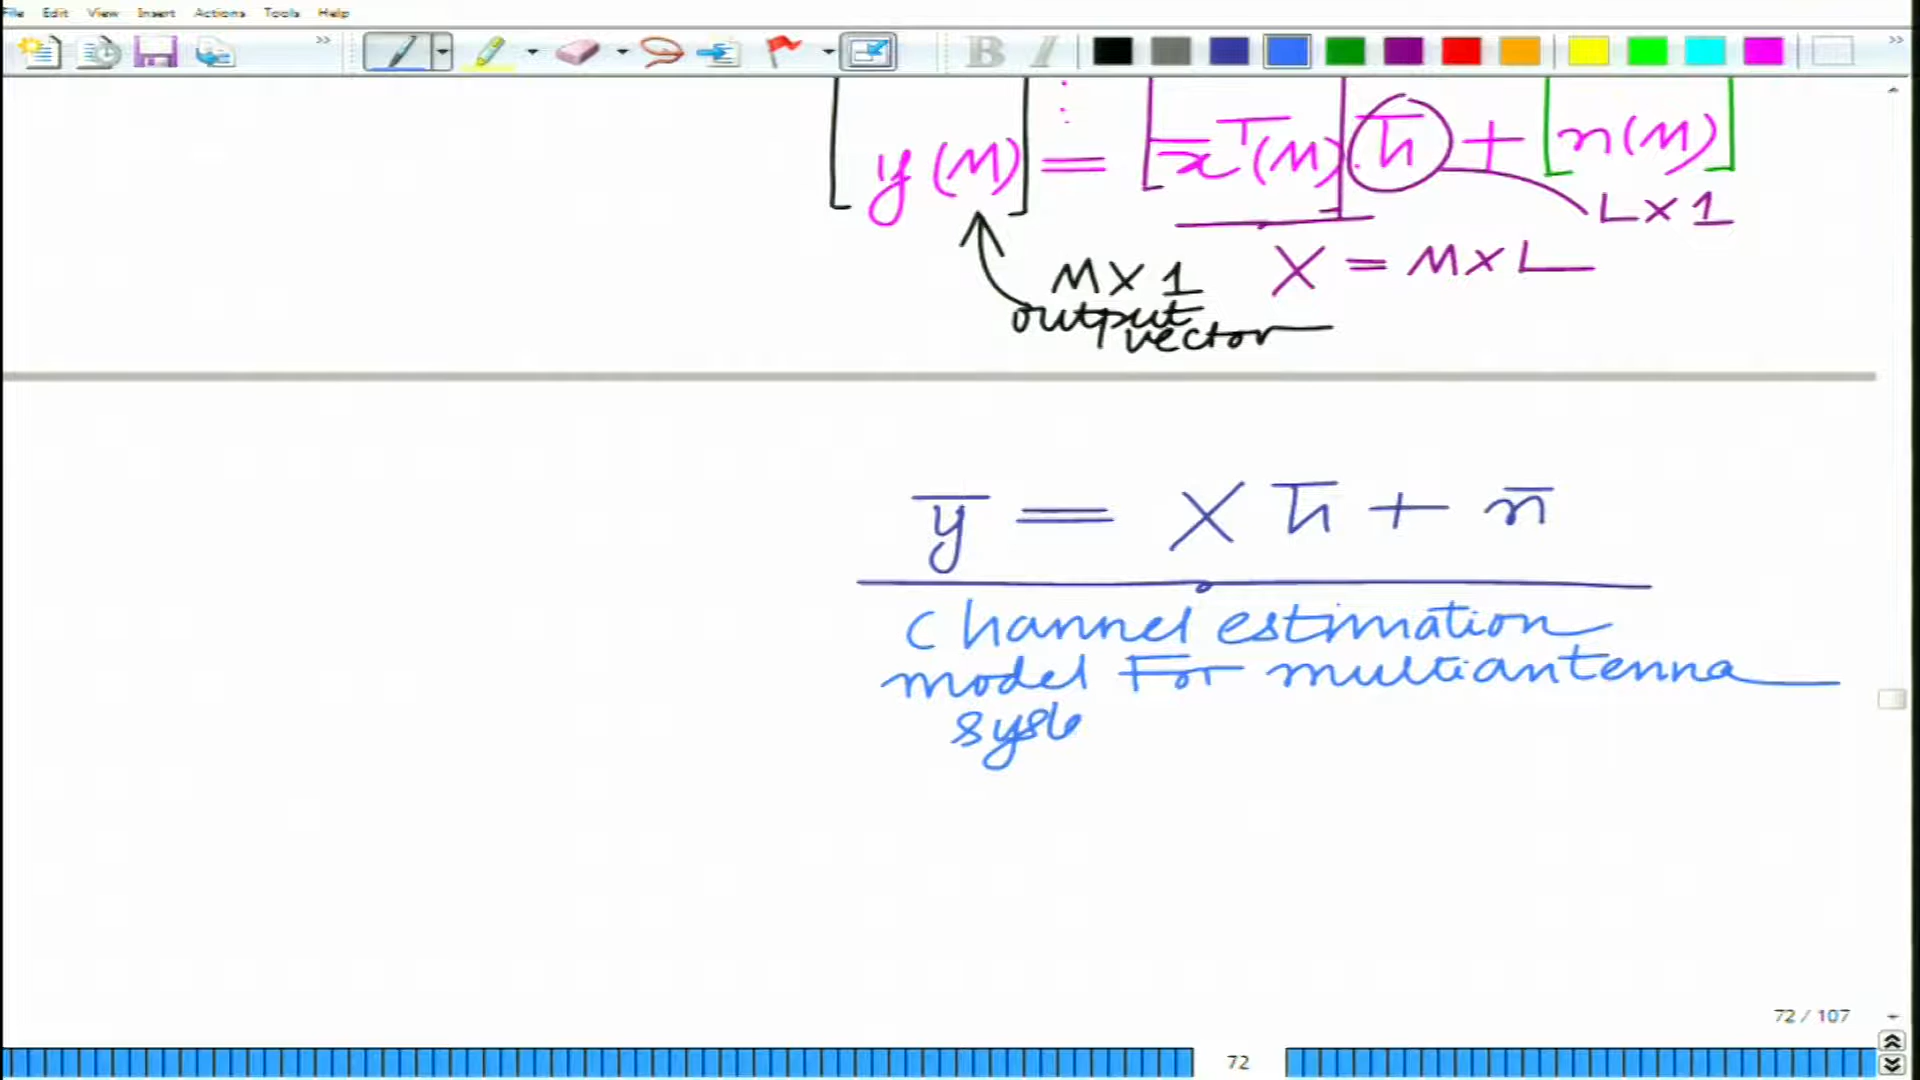 File Edit View Insert Actions Tools Help
B I
y(M) = x̄ᵀ(M) h̄ + n(M)
L×1
X = M×L
M×1
output
vector
ȳ = X h̄ + n̄
Channel estimation
model For multiantenna
syste
72 / 107
72